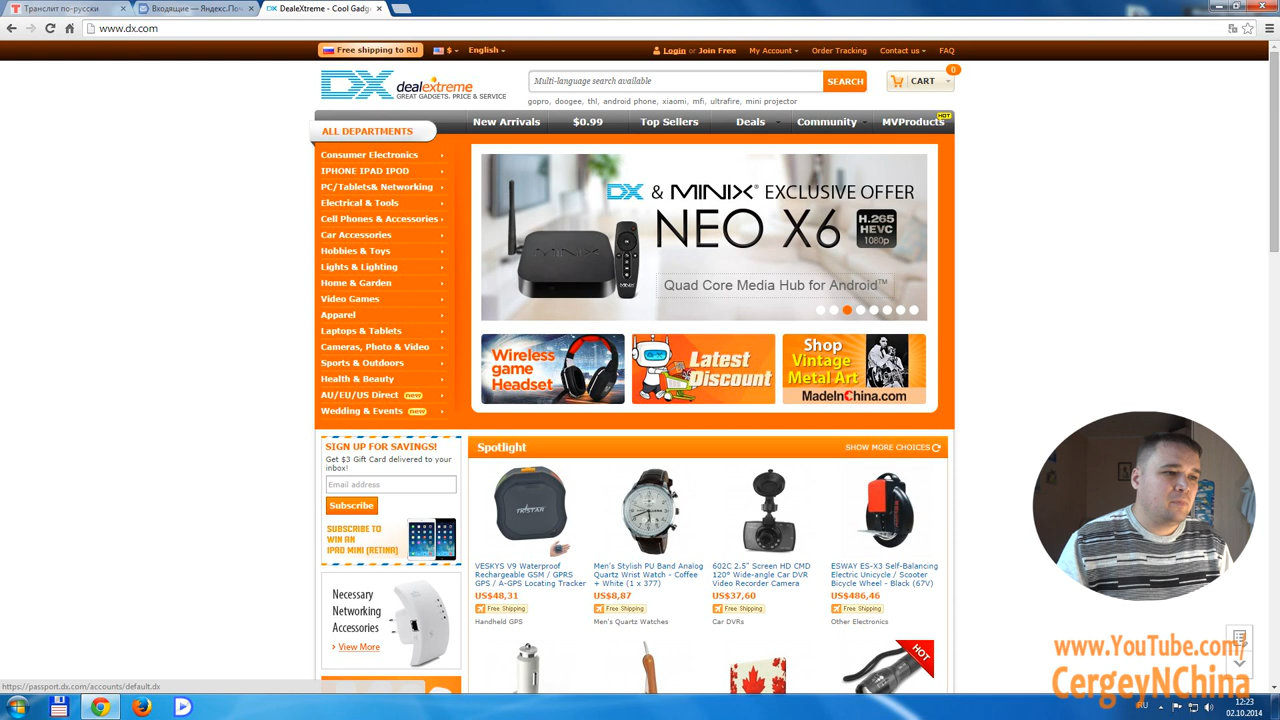 Транслит по-русски
Входящие — Яндекс.Поч
DealeXtreme - Cool Gadg
www.dx.com
Free shipping to RU
$
English
Login or Join Free
My Account
Order Tracking
Contact us
FAQ
DX dealextreme
GREAT GADGETS. PRICE & SERVICE
Multi-language search available
SEARCH
CART
0
gopro, doogee, thl, android phone, xiaomi, mfi, ultrafire, mini projector
ALL DEPARTMENTS
New Arrivals
$0.99
Top Sellers
Deals
Community
MVProducts
HOT
Consumer Electronics
IPHONE IPAD IPOD
PC/Tablets& Networking
Electrical & Tools
Cell Phones & Accessories
Car Accessories
Hobbies & Toys
Lights & Lighting
Home & Garden
Video Games
Apparel
Laptops & Tablets
Cameras, Photo & Video
Sports & Outdoors
Health & Beauty
AU/EU/US Direct new
Wedding & Events new
DX & MINIX® EXCLUSIVE OFFER
NEO X6
H.265
HEVC
1080p
MINIX
Quad Core Media Hub for Android™
Wireless
game
Headset
Latest
Discount
Shop
Vintage
Metal Art
MadeInChina.com
SIGN UP FOR SAVINGS!
Get $3 Gift Card delivered to your
inbox!
Email address
Subscribe
SUBSCRIBE TO
WIN AN
IPAD MINI (RETINA)
Necessary
Networking
Accessories
View More
Spotlight
SHOW MORE CHOICES
TKSTAR
VESKYS V9 Waterproof
Rechargeable GSM / GPRS
GPS / A-GPS Locating Tracker
US$48,31
Free Shipping
Handheld GPS
Men's Stylish PU Band Analog
Quartz Wrist Watch - Coffee
+ White (1 x 377)
US$8,87
Free Shipping
Men's Quartz Watches
602C 2.5" Screen HD CMD
120° Wide-angle Car DVR
Video Recorder Camera
US$37,60
Free Shipping
Car DVRs
ESWAY ES-X3 Self-Balancing
Electric Unicycle / Scooter
Bicycle Wheel - Black (67V)
US$486,46
Free Shipping
Other Electronics
HOT
www.YouTube.com/
CergeyNChina
https://passport.dx.com/accounts/default.dx
RU
12:23
02.10.2014